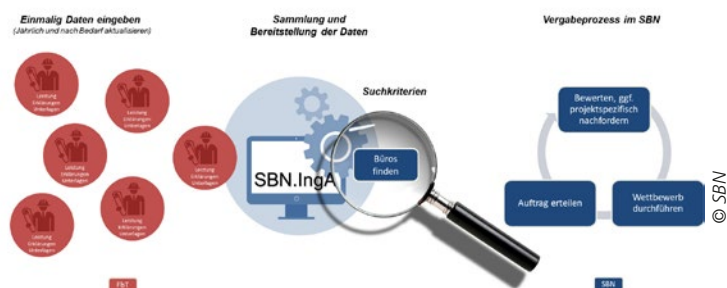 Einmalig Daten eingeben
(Jährlich und nach Bedarf aktualisieren)
Leistung
Erklärungen
Unterlagen
Leistung
Erklärungen
Unterlagen
Leistung
Erklärungen
Unterlagen
Leistung
Erklärungen
Unterlagen
Leistung
Erklärungen
Unterlagen
Leistung
Erklärungen
Unterlagen
FbT
Sammlung und
Bereitstellung der Daten
Suchkriterien
SBN.IngA
Büros
finden
Vergabeprozess im SBN
Bewerten, ggf.
projektspezifisch
nachfordern
Auftrag erteilen
Wettbewerb
durchführen
SBN
© SBN